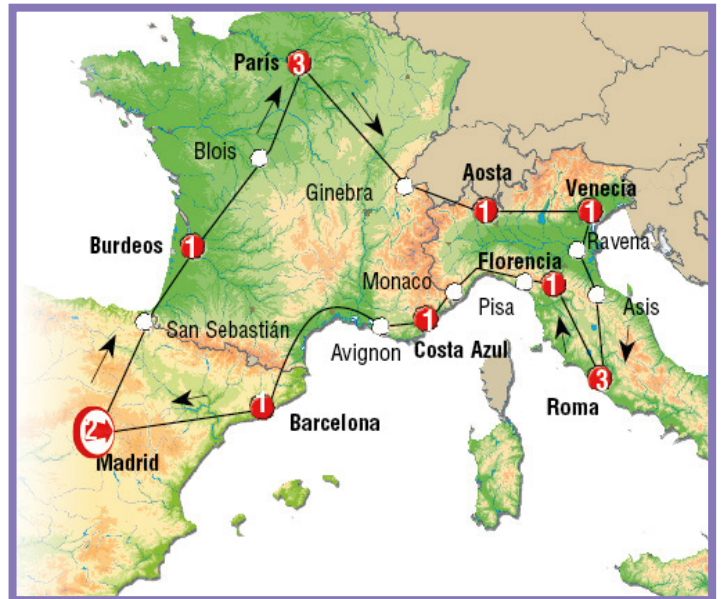 París
3
Blois
Ginebra
Aosta
1
Venecia
1
Burdeos
1
Ravena
Florencia
1
Monaco
Pisa
Asis
San Sebastián
Avignon
1
Costa Azul
3
Roma
1
Barcelona
2
Madrid